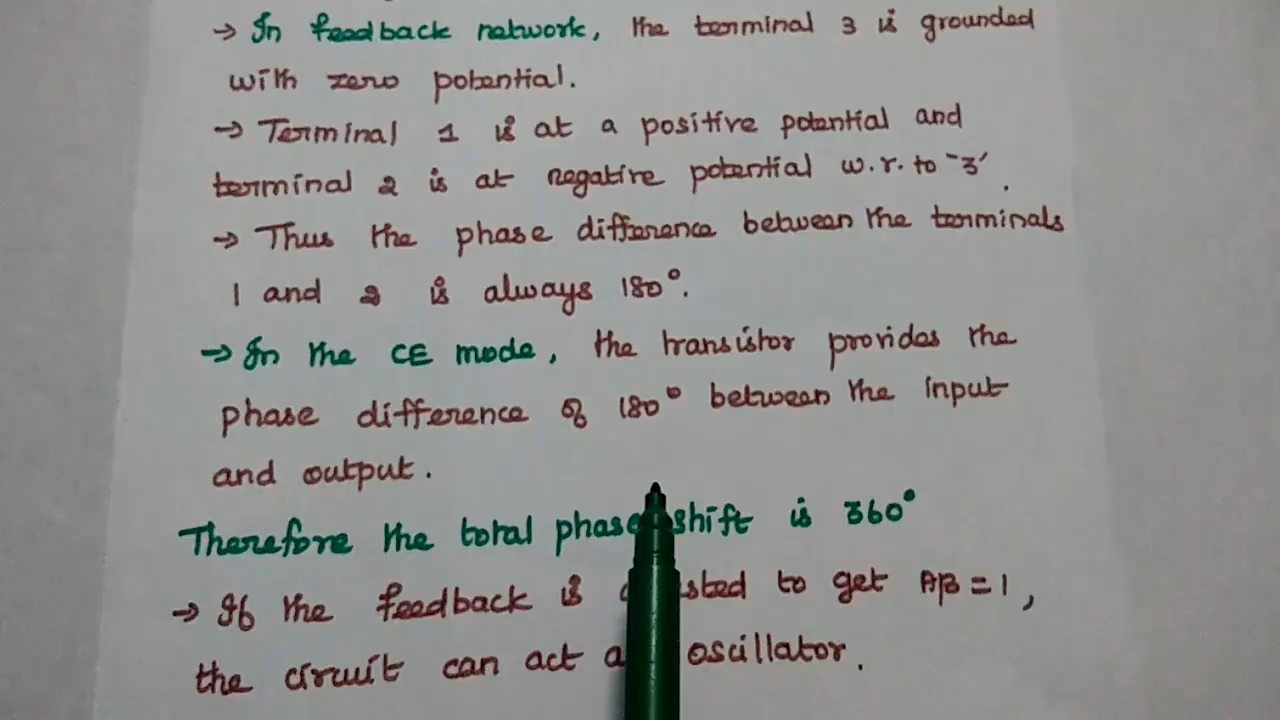 → In feedback network, the terminal 3 is grounded
with zero potential.
→ Terminal 1 is at a positive potential and
terminal 2 is at negative potential w.r.to "3'.
→ Thus the phase difference between the terminals
1 and 2 is always 180°.
→ In the CE mode, the transistor provides the
phase difference of 180° between the input
and output.
Therefore the total phase shift is 360°
→ If the feedback is to get Aβ = 1,
the circuit can act oscillator.